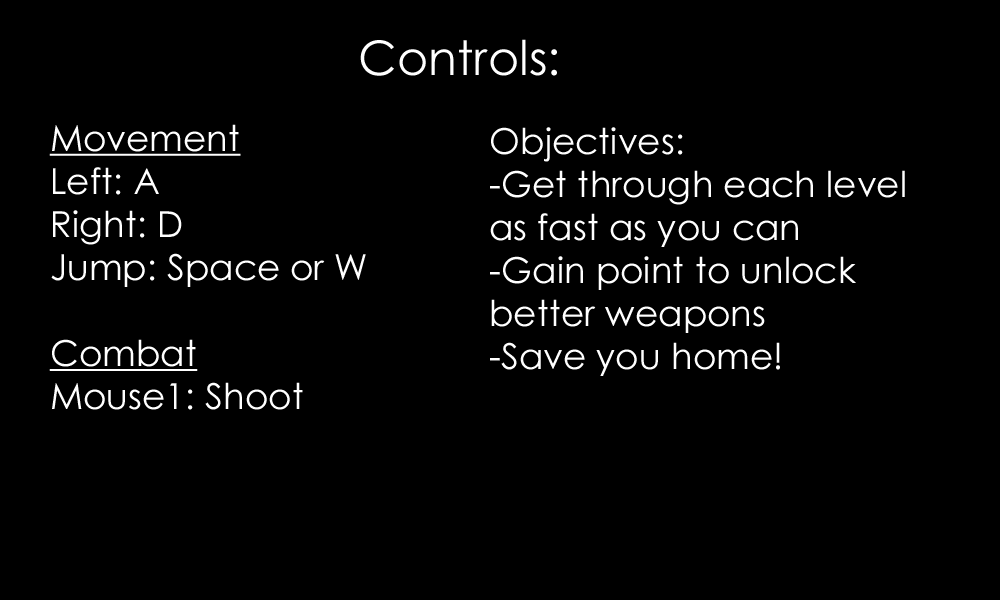 Controls:
Movement
Left: A
Right: D
Jump: Space or W
Combat
Mouse1: Shoot
Objectives:
-Get through each level
as fast as you can
-Gain point to unlock
better weapons
-Save you home!